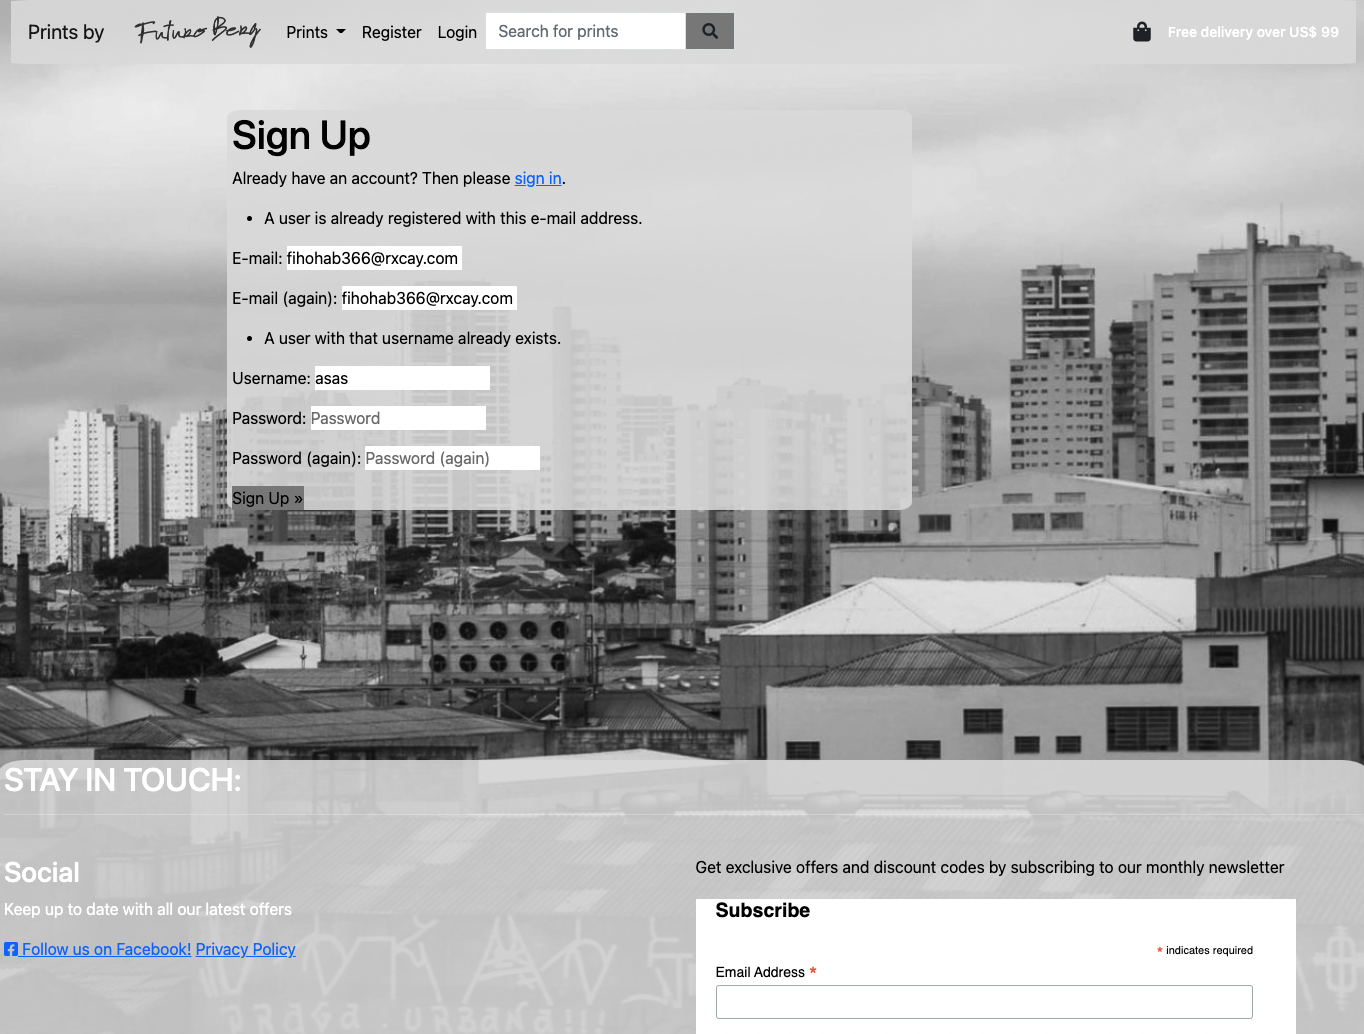 Prints by Futuro Berg Prints Register Login Search for prints Free delivery over US$ 99
Sign Up
Already have an account? Then please sign in.
• A user is already registered with this e-mail address.
E-mail: fihohab366@rxcay.com
E-mail (again): fihohab366@rxcay.com
• A user with that username already exists.
Username: asas
Password: Password
Password (again): Password (again)
Sign Up »
STAY IN TOUCH:
Social
Keep up to date with all our latest offers
Follow us on Facebook! Privacy Policy
Get exclusive offers and discount codes by subscribing to our monthly newsletter
Subscribe
* indicates required
Email Address *